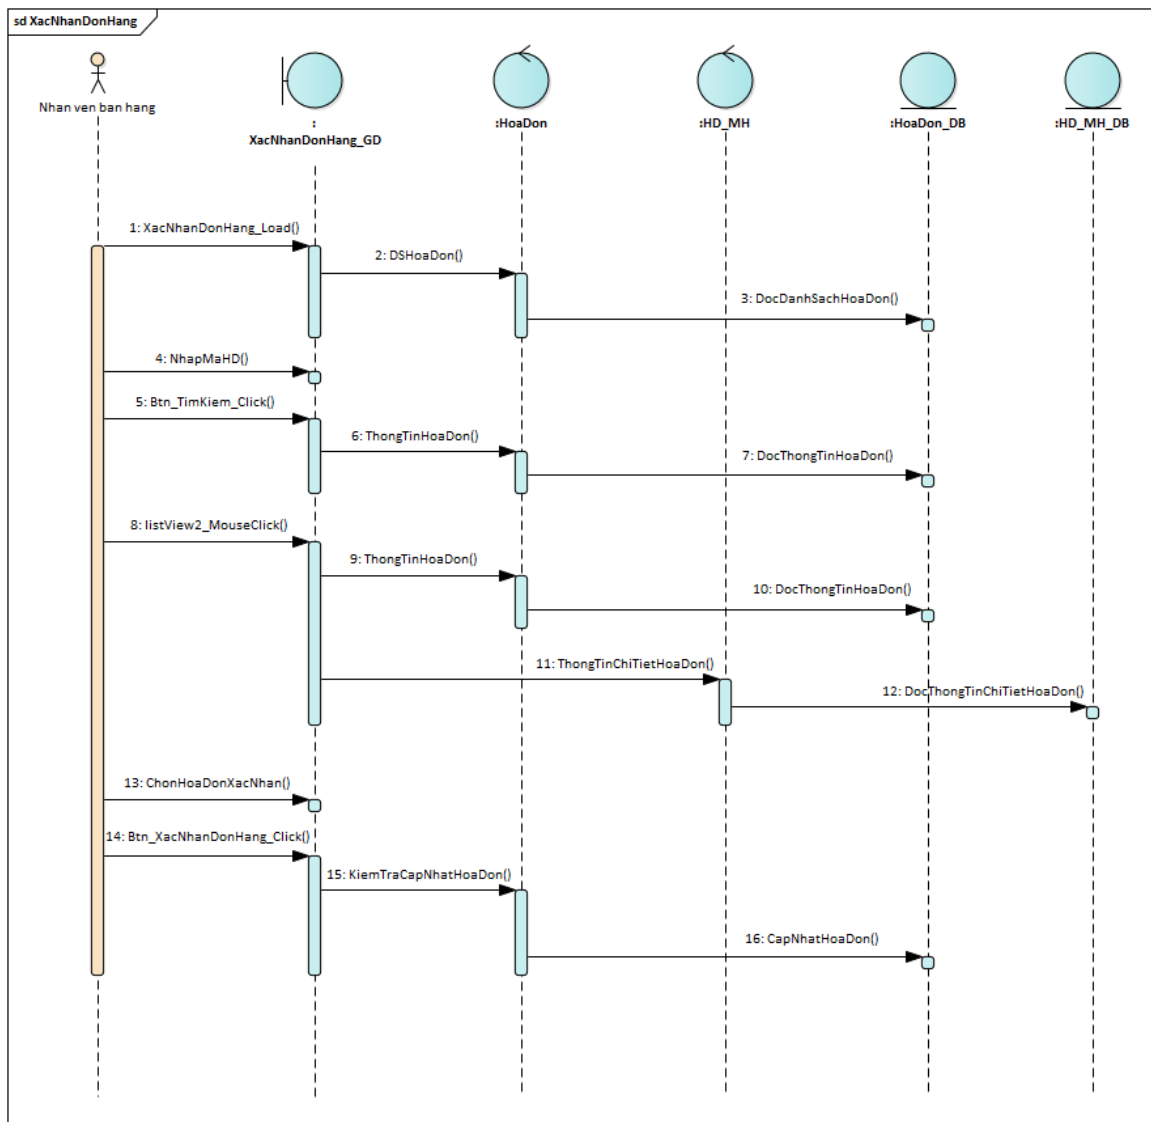 sd XacNhanDonHang
Nhan ven ban hang
:
XacNhanDonHang_GD
:HoaDon
:HD_MH
:HoaDon_DB
:HD_MH_DB
1: XacNhanDonHang_Load()
2: DSHoaDon()
3: DocDanhSachHoaDon()
4: NhapMaHD()
5: Btn_TimKiem_Click()
6: ThongTinHoaDon()
7: DocThongTinHoaDon()
8: listView2_MouseClick()
9: ThongTinHoaDon()
10: DocThongTinHoaDon()
11: ThongTinChiTietHoaDon()
12: DocThongTinChiTietHoaDon()
13: ChonHoaDonXacNhan()
14: Btn_XacNhanDonHang_Click()
15: KiemTraCapNhatHoaDon()
16: CapNhatHoaDon()